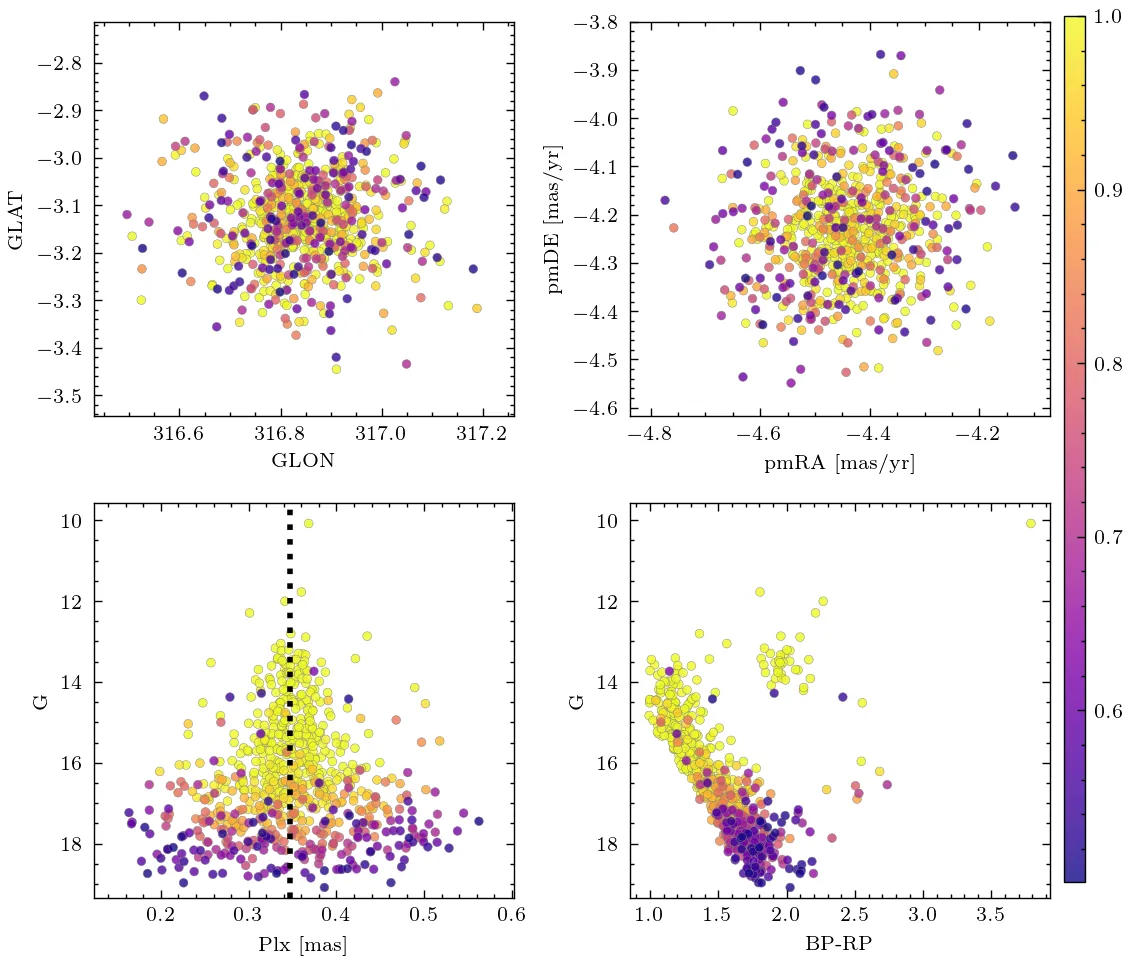 −2.8
−2.9
−3.0
−3.1
−3.2
−3.3
−3.4
−3.5
GLAT
316.6 316.8 317.0 317.2
GLON
−3.8
−3.9
−4.0
−4.1
−4.2
−4.3
−4.4
−4.5
−4.6
pmDE [mas/yr]
−4.8 −4.6 −4.4 −4.2
pmRA [mas/yr]
1.0
0.9
0.8
0.7
0.6
10
12
14
16
18
G
0.2 0.3 0.4 0.5 0.6
Plx [mas]
10
12
14
16
18
G
1.0 1.5 2.0 2.5 3.0 3.5
BP-RP